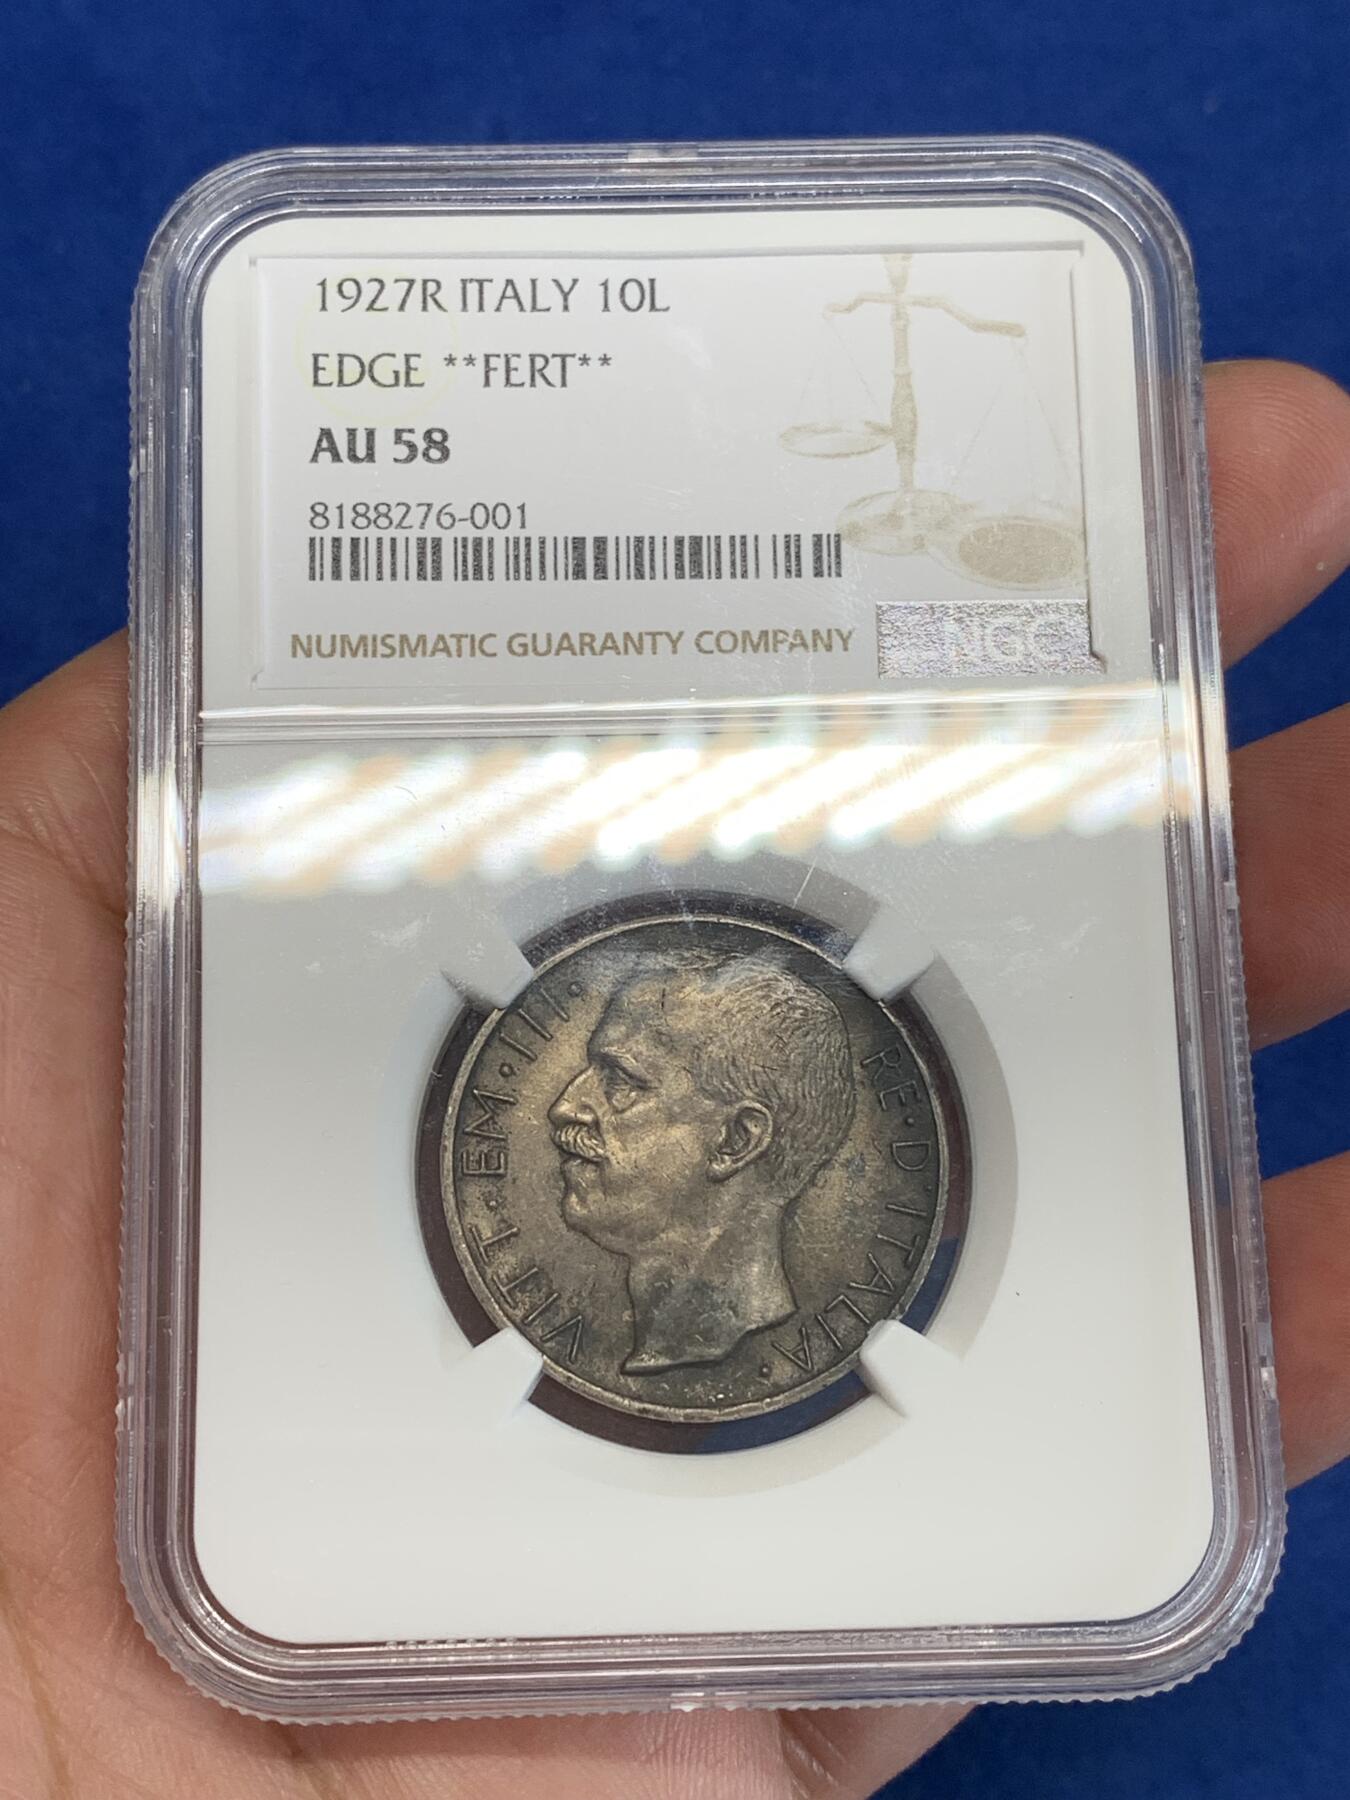 1927R ITALY 10L
EDGE **FERT**
AU 58
8188276-001
NUMISMATIC GUARANTY COMPANY
NGC
VITT·EM·III·
RE·D'ITALIA·